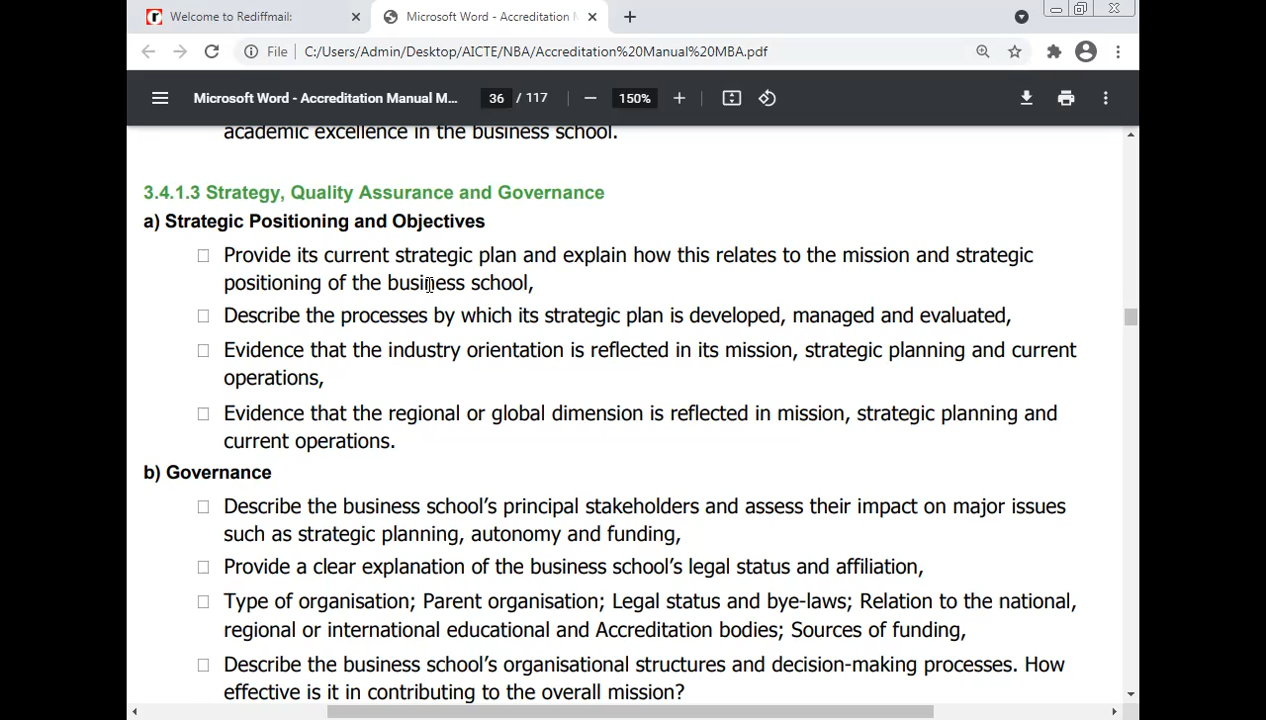 Welcome to Rediffmail:
Microsoft Word - Accreditation M
File C:/Users/Admin/Desktop/AICTE/NBA/Accreditation%20Manual%20MBA.pdf
Microsoft Word - Accreditation Manual M... 36 / 117 150%
academic excellence in the business school.
3.4.1.3 Strategy, Quality Assurance and Governance
a) Strategic Positioning and Objectives
Provide its current strategic plan and explain how this relates to the mission and strategic
positioning of the business school,
Describe the processes by which its strategic plan is developed, managed and evaluated,
Evidence that the industry orientation is reflected in its mission, strategic planning and current
operations,
Evidence that the regional or global dimension is reflected in mission, strategic planning and
current operations.
b) Governance
Describe the business school’s principal stakeholders and assess their impact on major issues
such as strategic planning, autonomy and funding,
Provide a clear explanation of the business school’s legal status and affiliation,
Type of organisation; Parent organisation; Legal status and bye-laws; Relation to the national,
regional or international educational and Accreditation bodies; Sources of funding,
Describe the business school’s organisational structures and decision-making processes. How
effective is it in contributing to the overall mission?